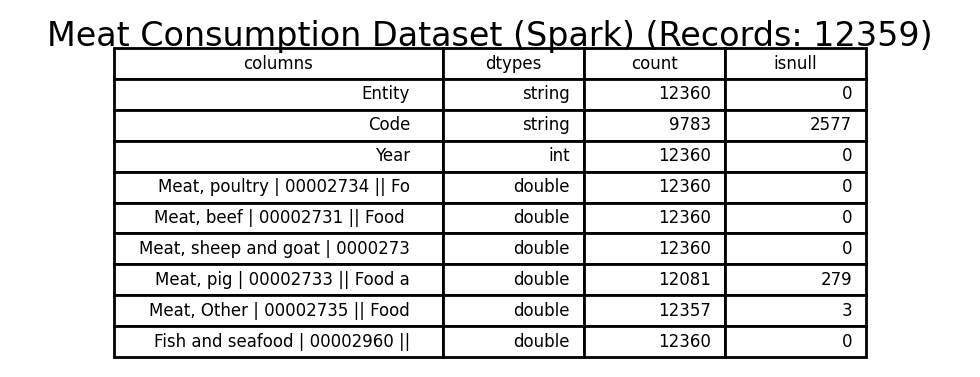 Meat Consumption Dataset (Spark) (Records: 12359)
columns dtypes count isnull
Entity string 12360 0
Code string 9783 2577
Year int 12360 0
Meat, poultry | 00002734 || Fo double 12360 0
Meat, beef | 00002731 || Food double 12360 0
Meat, sheep and goat | 0000273 double 12360 0
Meat, pig | 00002733 || Food a double 12081 279
Meat, Other | 00002735 || Food double 12357 3
Fish and seafood | 00002960 || double 12360 0